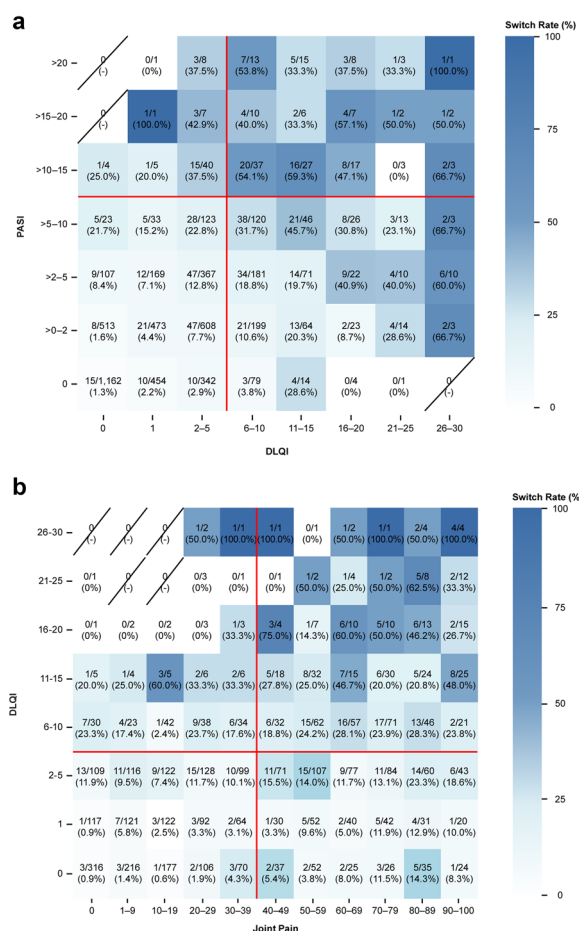 a
Switch Rate (%)
>20
0 0/1 3/8 7/13 5/15 3/8 1/3 1/1
(-) (0%) (37.5%) (53.8%) (33.3%) (37.5%) (33.3%) (100.0%)
100
>15–20
0 1/1 3/7 4/10 2/6 4/7 1/2 1/2
(-) (100.0%) (42.9%) (40.0%) (33.3%) (57.1%) (50.0%) (50.0%)
75
>10–15
1/4 1/5 15/40 20/37 16/27 8/17 0/3 2/3
(25.0%) (20.0%) (37.5%) (54.1%) (59.3%) (47.1%) (0%) (66.7%)
PASI
>5–10
5/23 5/33 28/123 38/120 21/46 8/26 3/13 2/3
(21.7%) (15.2%) (22.8%) (31.7%) (45.7%) (30.8%) (23.1%) (66.7%)
50
>2–5
9/107 12/169 47/367 34/181 14/71 9/22 4/10 6/10
(8.4%) (7.1%) (12.8%) (18.8%) (19.7%) (40.9%) (40.0%) (60.0%)
25
>0–2
8/513 21/473 47/608 21/199 13/64 2/23 4/14 2/3
(1.6%) (4.4%) (7.7%) (10.6%) (20.3%) (8.7%) (28.6%) (66.7%)
0
15/1,162 10/454 10/342 3/79 4/14 0/4 0/1 0
(1.3%) (2.2%) (2.9%) (3.8%) (28.6%) (0%) (0%) (-)
0
0 1 2–5 6–10 11–15 16–20 21–25 26–30
DLQI
b
Switch Rate (%
26-30
0 0 0 1/2 1/1 1/1 0/1 1/2 1/1 2/4 4/4
(-) (-) (-) (50.0%) (100.0%) (100.0%) (0%) (50.0%) (100.0%) (50.0%) (100.0%)
100
21-25
0/1 0 0 0/3 0/1 0/1 1/2 1/4 1/2 5/8 2/12
(0%) (-) (-) (0%) (0%) (0%) (50.0%) (25.0%) (50.0%) (62.5%) (33.3%)
16-20
0/1 0/2 0/2 0/3 1/3 3/4 1/7 6/10 5/10 6/13 2/15
(0%) (0%) (0%) (0%) (33.3%) (75.0%) (14.3%) (60.0%) (50.0%) (46.2%) (26.7%)
75
11-15
1/5 1/4 3/5 2/6 2/6 5/18 8/32 7/15 6/30 5/24 8/25
(20.0%) (25.0%) (60.0%) (33.3%) (33.3%) (27.8%) (25.0%) (46.7%) (20.0%) (20.8%) (48.0%)
DLQI
50
6-10
7/30 4/23 1/42 9/38 6/34 6/32 15/62 16/57 17/71 13/46 2/21
(23.3%) (17.4%) (2.4%) (23.7%) (17.6%) (18.8%) (24.2%) (28.1%) (23.9%) (28.3%) (23.8%)
2-5
13/109 11/116 9/122 15/128 10/99 11/71 15/107 9/77 11/84 14/60 6/43
(11.9%) (9.5%) (7.4%) (11.7%) (10.1%) (15.5%) (14.0%) (11.7%) (13.1%) (23.3%) (18.6%)
25
1
1/117 7/121 3/122 3/92 2/64 1/30 5/52 2/40 5/42 4/31 1/20
(0.9%) (5.8%) (2.5%) (3.3%) (3.1%) (3.3%) (9.6%) (5.0%) (11.9%) (12.9%) (10.0%)
0
3/316 3/216 1/177 2/106 3/70 2/37 2/52 2/25 3/26 5/35 1/24
(0.9%) (1.4%) (0.6%) (1.9%) (4.3%) (5.4%) (3.8%) (8.0%) (11.5%) (14.3%) (8.3%)
0
0 1–9 10–19 20–29 30–39 40–49 50–59 60–69 70–79 80–89 90–100
Joint Pain